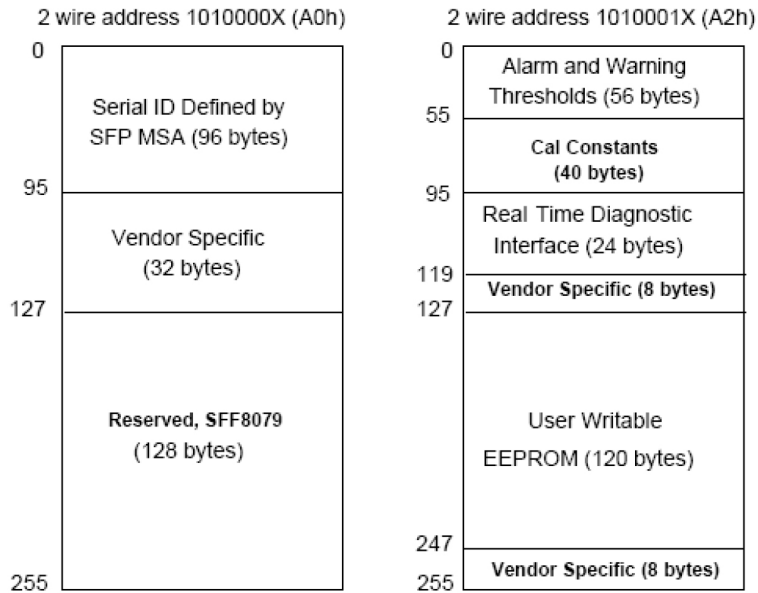 2 wire address 1010000X (A0h)
0
Serial ID Defined by
SFP MSA (96 bytes)
95
Vendor Specific
(32 bytes)
127
Reserved, SFF8079
(128 bytes)
255
2 wire address 1010001X (A2h)
0
Alarm and Warning
Thresholds (56 bytes)
55
Cal Constants
(40 bytes)
95
Real Time Diagnostic
Interface (24 bytes)
119
Vendor Specific (8 bytes)
127
User Writable
EEPROM (120 bytes)
247
Vendor Specific (8 bytes)
255